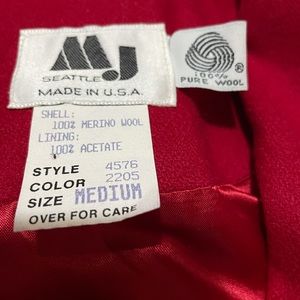 MJ
SEATTLE
MADE IN U.S.A.
100%
PURE WOOL
SHELL:
100% MERINO WOOL
LINING:
100% ACETATE
STYLE 4576
COLOR 2205
SIZE MEDIUM
OVER FOR CARE